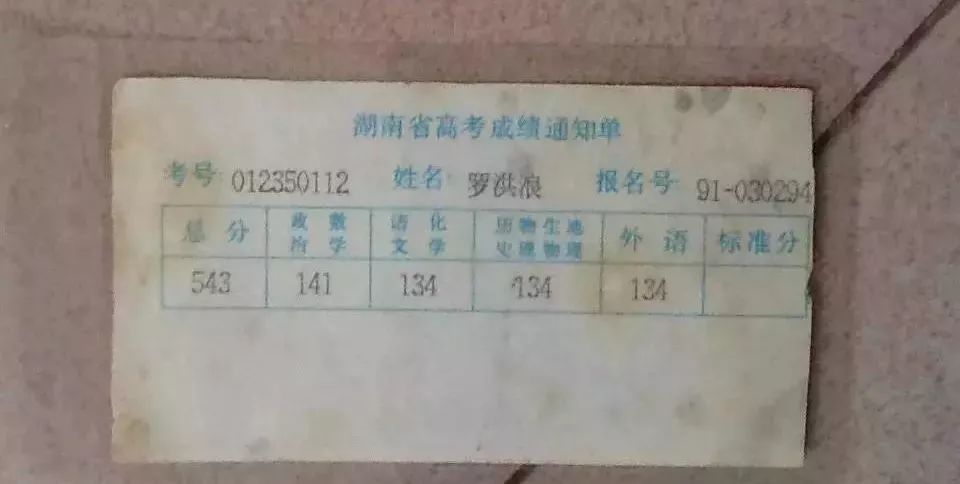 湖南省高考成绩通知单
考号 012350112 姓名 罗洪浪 报名号 91-030294
总分 政治 数学 语文 化学 历史 物理 生物 地理 外语 标准分
543 141 134 134 134